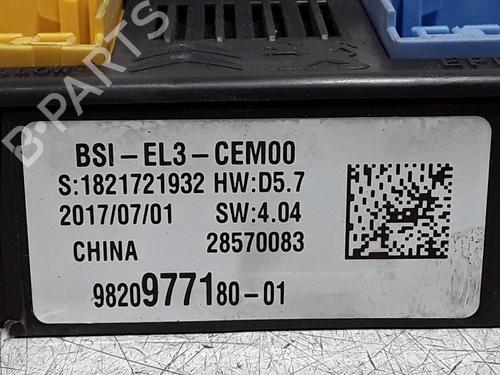 B-PARTS
BSI-EL3-CEM00
S:1821721932 HW:D5.7
2017/07/01 SW:4.04
CHINA 28570083
9820977180-01